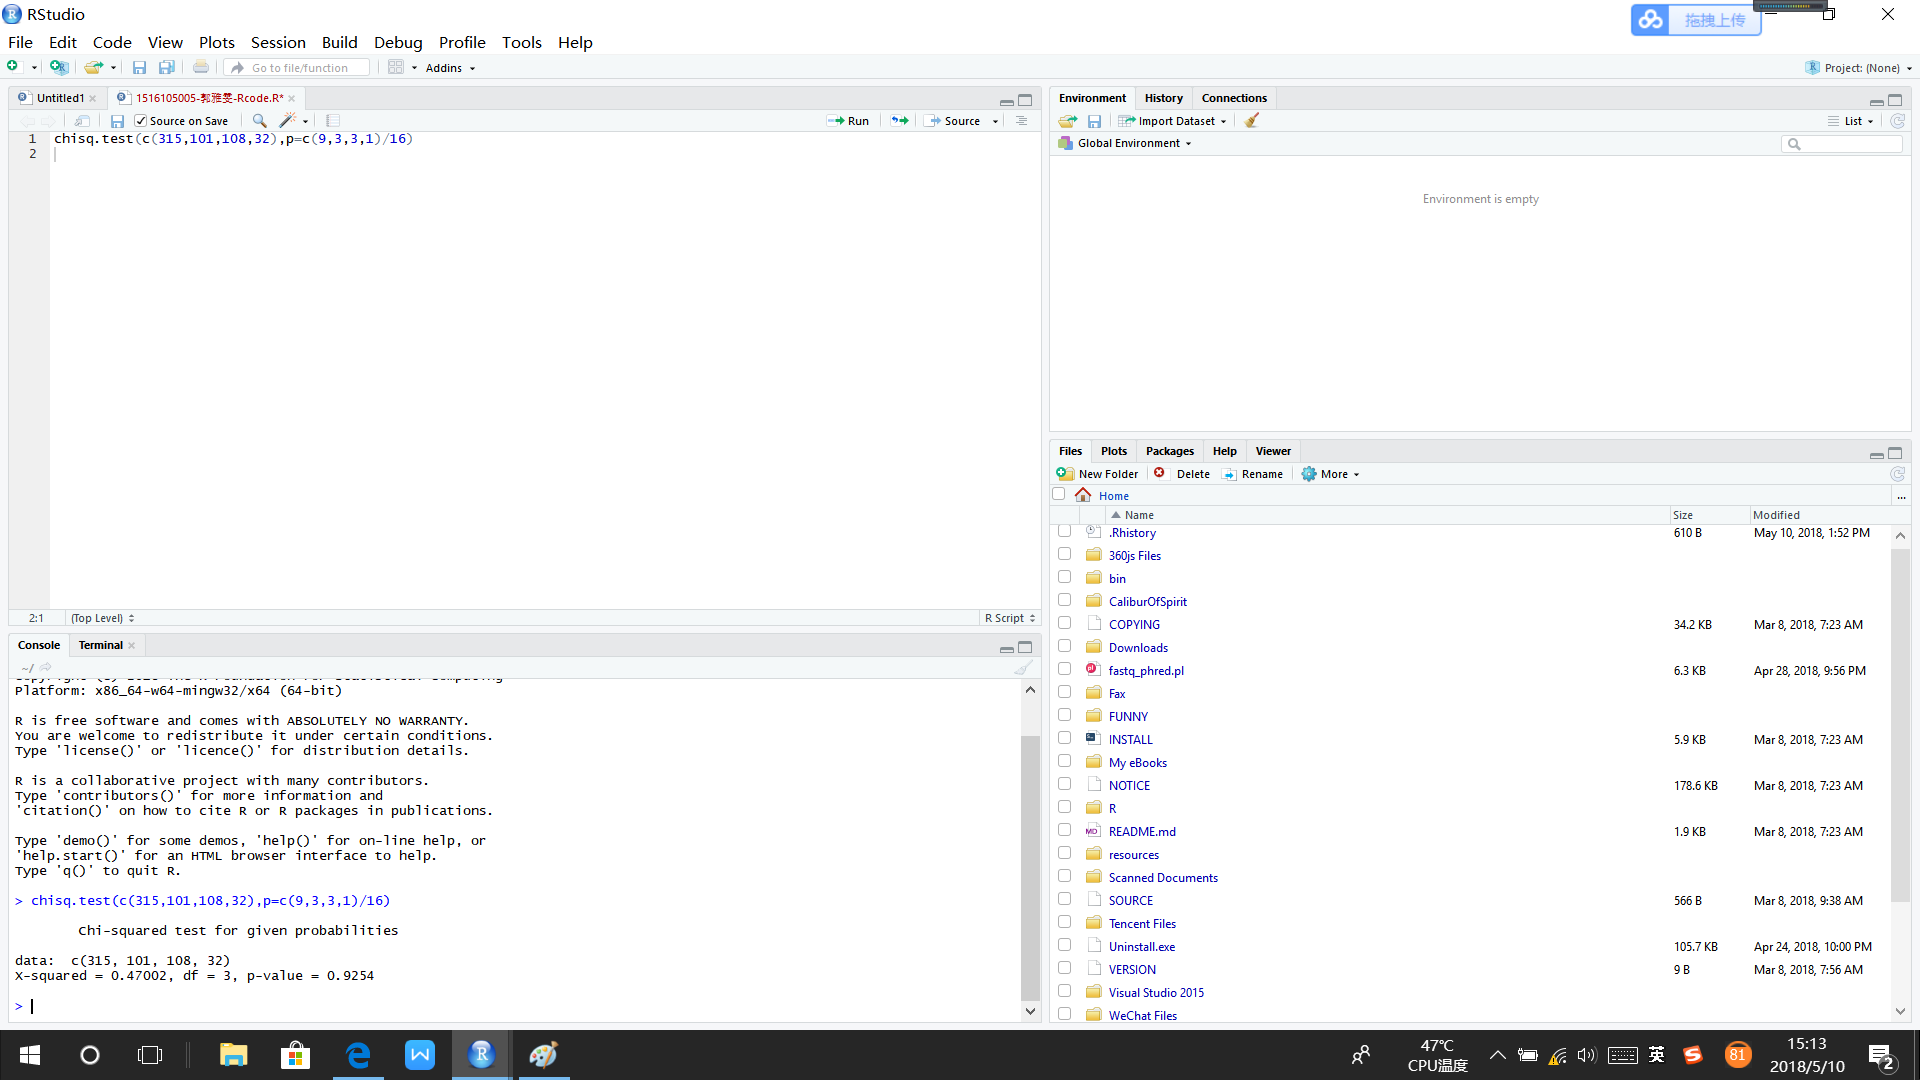 RStudio
拖拽上传
File Edit Code View Plots Session Build Debug Profile Tools Help
Go to file/function Addins Project: (None)
Untitled1 1516105005-郭雅雯-Rcode.R*
Source on Save Run Source
1 chisq.test(c(315,101,108,32),p=c(9,3,3,1)/16)
2
2:1 (Top Level) R Script
Console Terminal
~/
Platform: x86_64-w64-mingw32/x64 (64-bit)
R is free software and comes with ABSOLUTELY NO WARRANTY.
You are welcome to redistribute it under certain conditions.
Type 'license()' or 'licence()' for distribution details.
R is a collaborative project with many contributors.
Type 'contributors()' for more information and
'citation()' on how to cite R or R packages in publications.
Type 'demo()' for some demos, 'help()' for on-line help, or
'help.start()' for an HTML browser interface to help.
Type 'q()' to quit R.
> chisq.test(c(315,101,108,32),p=c(9,3,3,1)/16)
Chi-squared test for given probabilities
data:  c(315, 101, 108, 32)
X-squared = 0.47002, df = 3, p-value = 0.9254
>
Environment History Connections
Import Dataset List
Global Environment
Environment is empty
Files Plots Packages Help Viewer
New Folder Delete Rename More
Home ...
Name Size Modified
.Rhistory 610 B May 10, 2018, 1:52 PM
360js Files
bin
CaliburOfSpirit
COPYING 34.2 KB Mar 8, 2018, 7:23 AM
Downloads
fastq_phred.pl 6.3 KB Apr 28, 2018, 9:56 PM
Fax
FUNNY
INSTALL 5.9 KB Mar 8, 2018, 7:23 AM
My eBooks
NOTICE 178.6 KB Mar 8, 2018, 7:23 AM
R
README.md 1.9 KB Mar 8, 2018, 7:23 AM
resources
Scanned Documents
SOURCE 566 B Mar 8, 2018, 9:38 AM
Tencent Files
Uninstall.exe 105.7 KB Apr 24, 2018, 10:00 PM
VERSION 9 B Mar 8, 2018, 7:56 AM
Visual Studio 2015
WeChat Files
47℃
CPU温度
英
81
15:13
2018/5/10
2